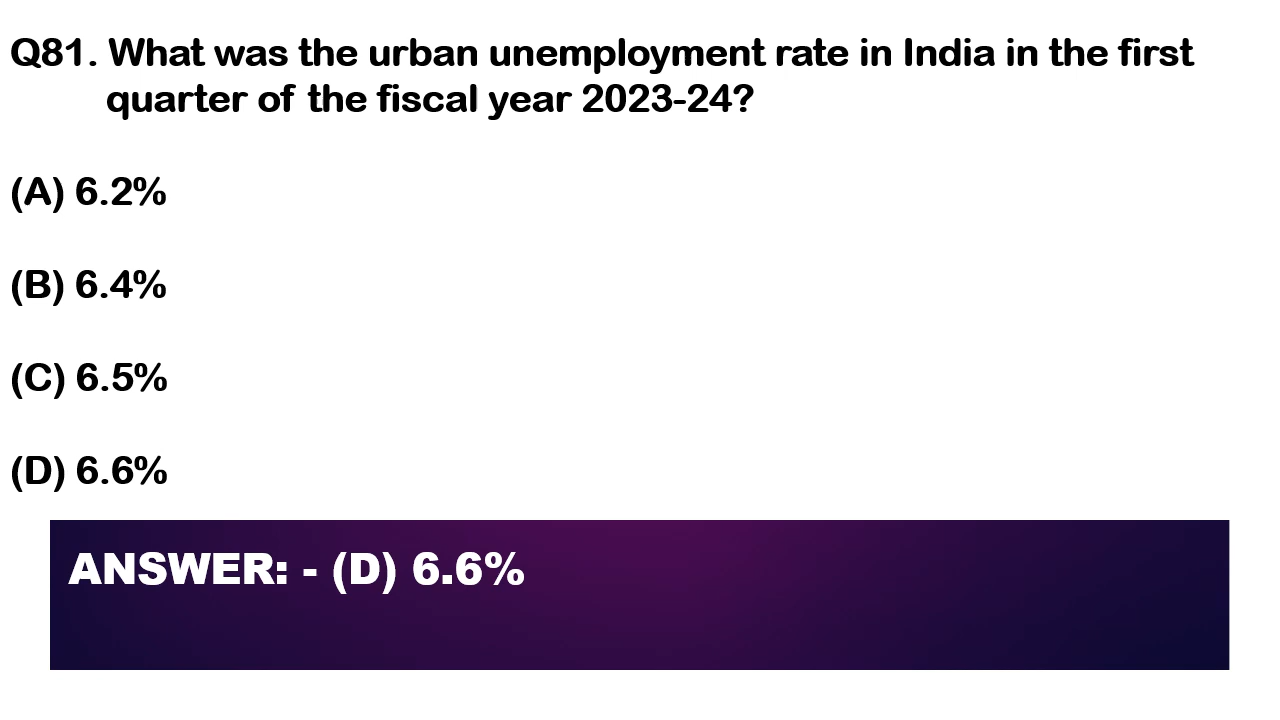 Q81. What was the urban unemployment rate in India in the first
quarter of the fiscal year 2023-24?
(A) 6.2%
(B) 6.4%
(C) 6.5%
(D) 6.6%
ANSWER: - (D) 6.6%